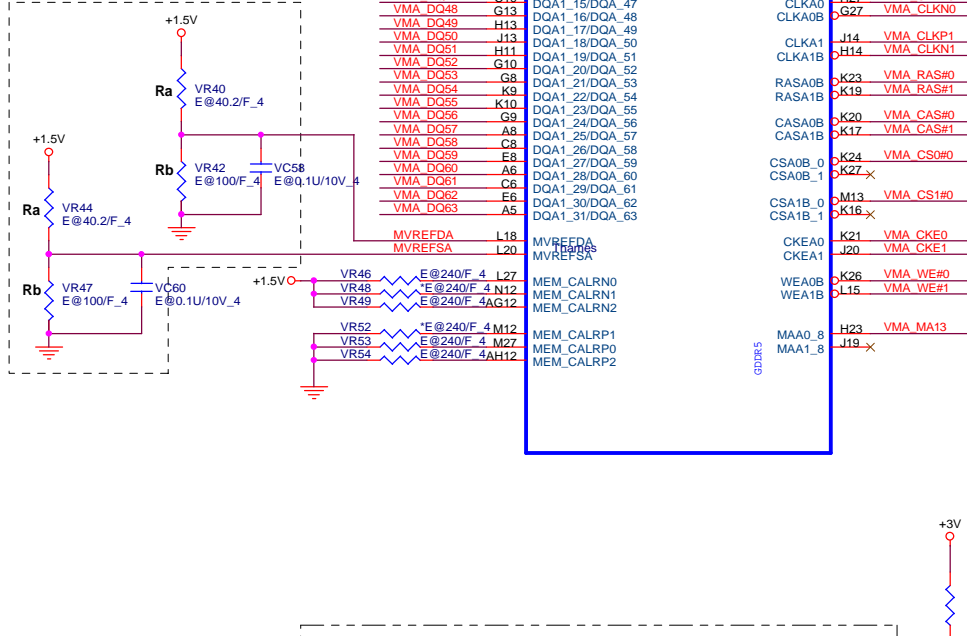 +1.5V
Ra
VR40
E@40.2/F_4
Rb
VR42
E@100/F_4
VC58
E@0.1U/10V_4
+1.5V
Ra
VR44
E@40.2/F_4
Rb
VR47
E@100/F_4
VC60
E@0.1U/10V_4
DQA1_15/DQA_47
VMA_DQ48 G13 DQA1_16/DQA_48
VMA_DQ49 H13 DQA1_17/DQA_49
VMA_DQ50 J13 DQA1_18/DQA_50
VMA_DQ51 H11 DQA1_19/DQA_51
VMA_DQ52 G10 DQA1_20/DQA_52
VMA_DQ53 G8 DQA1_21/DQA_53
VMA_DQ54 K9 DQA1_22/DQA_54
VMA_DQ55 K10 DQA1_23/DQA_55
VMA_DQ56 G9 DQA1_24/DQA_56
VMA_DQ57 A8 DQA1_25/DQA_57
VMA_DQ58 C8 DQA1_26/DQA_58
VMA_DQ59 E8 DQA1_27/DQA_59
VMA_DQ60 A6 DQA1_28/DQA_60
VMA_DQ61 C6 DQA1_29/DQA_61
VMA_DQ62 E6 DQA1_30/DQA_62
VMA_DQ63 A5 DQA1_31/DQA_63
MVREFDA L18 MVREFDA
Thames
MVREFSA L20 MVREFSA
+1.5V
VR46 E@240/F_4 L27 MEM_CALRN0
VR48 *E@240/F_4 N12 MEM_CALRN1
VR49 E@240/F_4 AG12 MEM_CALRN2
VR52 *E@240/F_4 M12 MEM_CALRP1
VR53 E@240/F_4 M27 MEM_CALRP0
VR54 E@240/F_4 AH12 MEM_CALRP2
GDDR5
CLKA0
CLKA0B G27 VMA_CLKN0
CLKA1 J14 VMA_CLKP1
CLKA1B H14 VMA_CLKN1
RASA0B K23 VMA_RAS#0
RASA1B K19 VMA_RAS#1
CASA0B K20 VMA_CAS#0
CASA1B K17 VMA_CAS#1
CSA0B_0 K24 VMA_CS0#0
CSA0B_1 K27
CSA1B_0 M13 VMA_CS1#0
CSA1B_1 K16
CKEA0 K21 VMA_CKE0
CKEA1 J20 VMA_CKE1
WEA0B K26 VMA_WE#0
WEA1B L15 VMA_WE#1
MAA0_8 H23 VMA_MA13
MAA1_8 J19
+3V